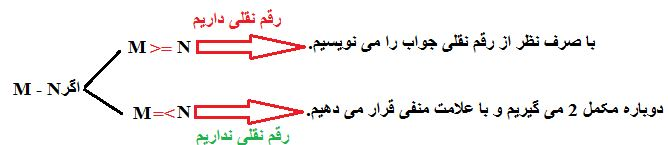 رقم نقلی داریم
M >= N با صرف نظر از رقم نقلی جواب را می نویسیم.
اگر M - N
M =< N دوباره مکمل 2 می گیریم و با علامت منفی قرار می دهیم.
رقم نقلی نداریم